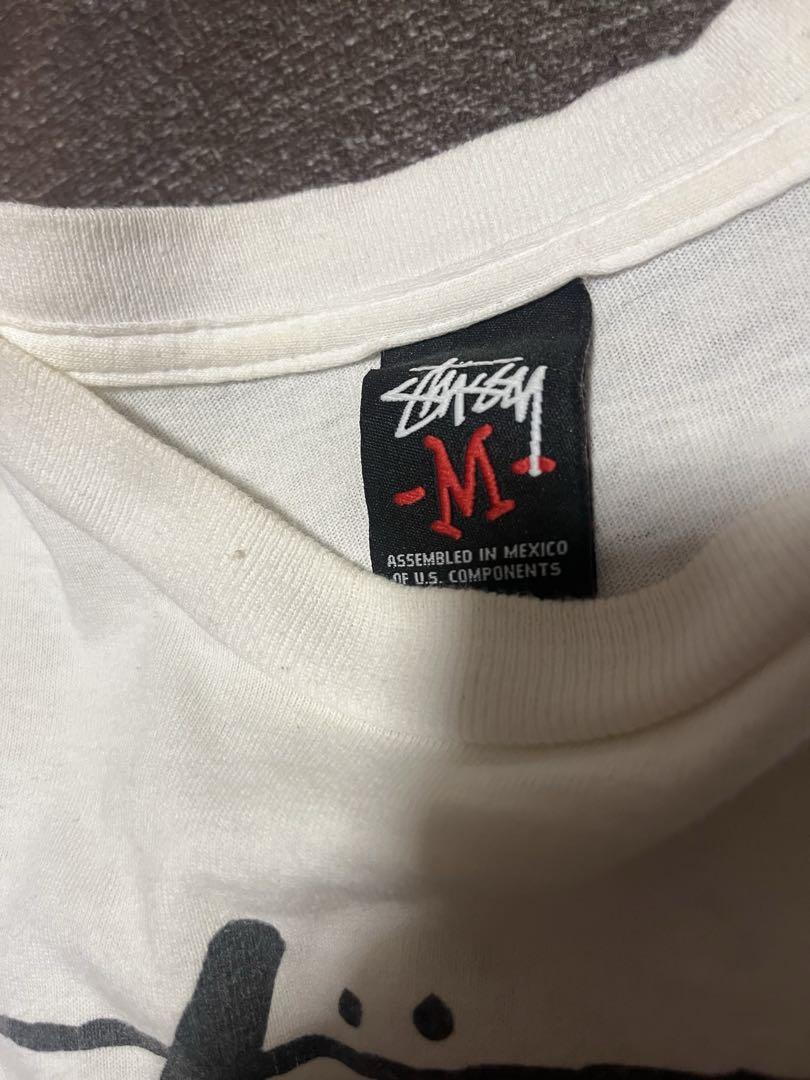 STÜSSY
-M-
ASSEMBLED IN MEXICO
OF U.S. COMPONENTS